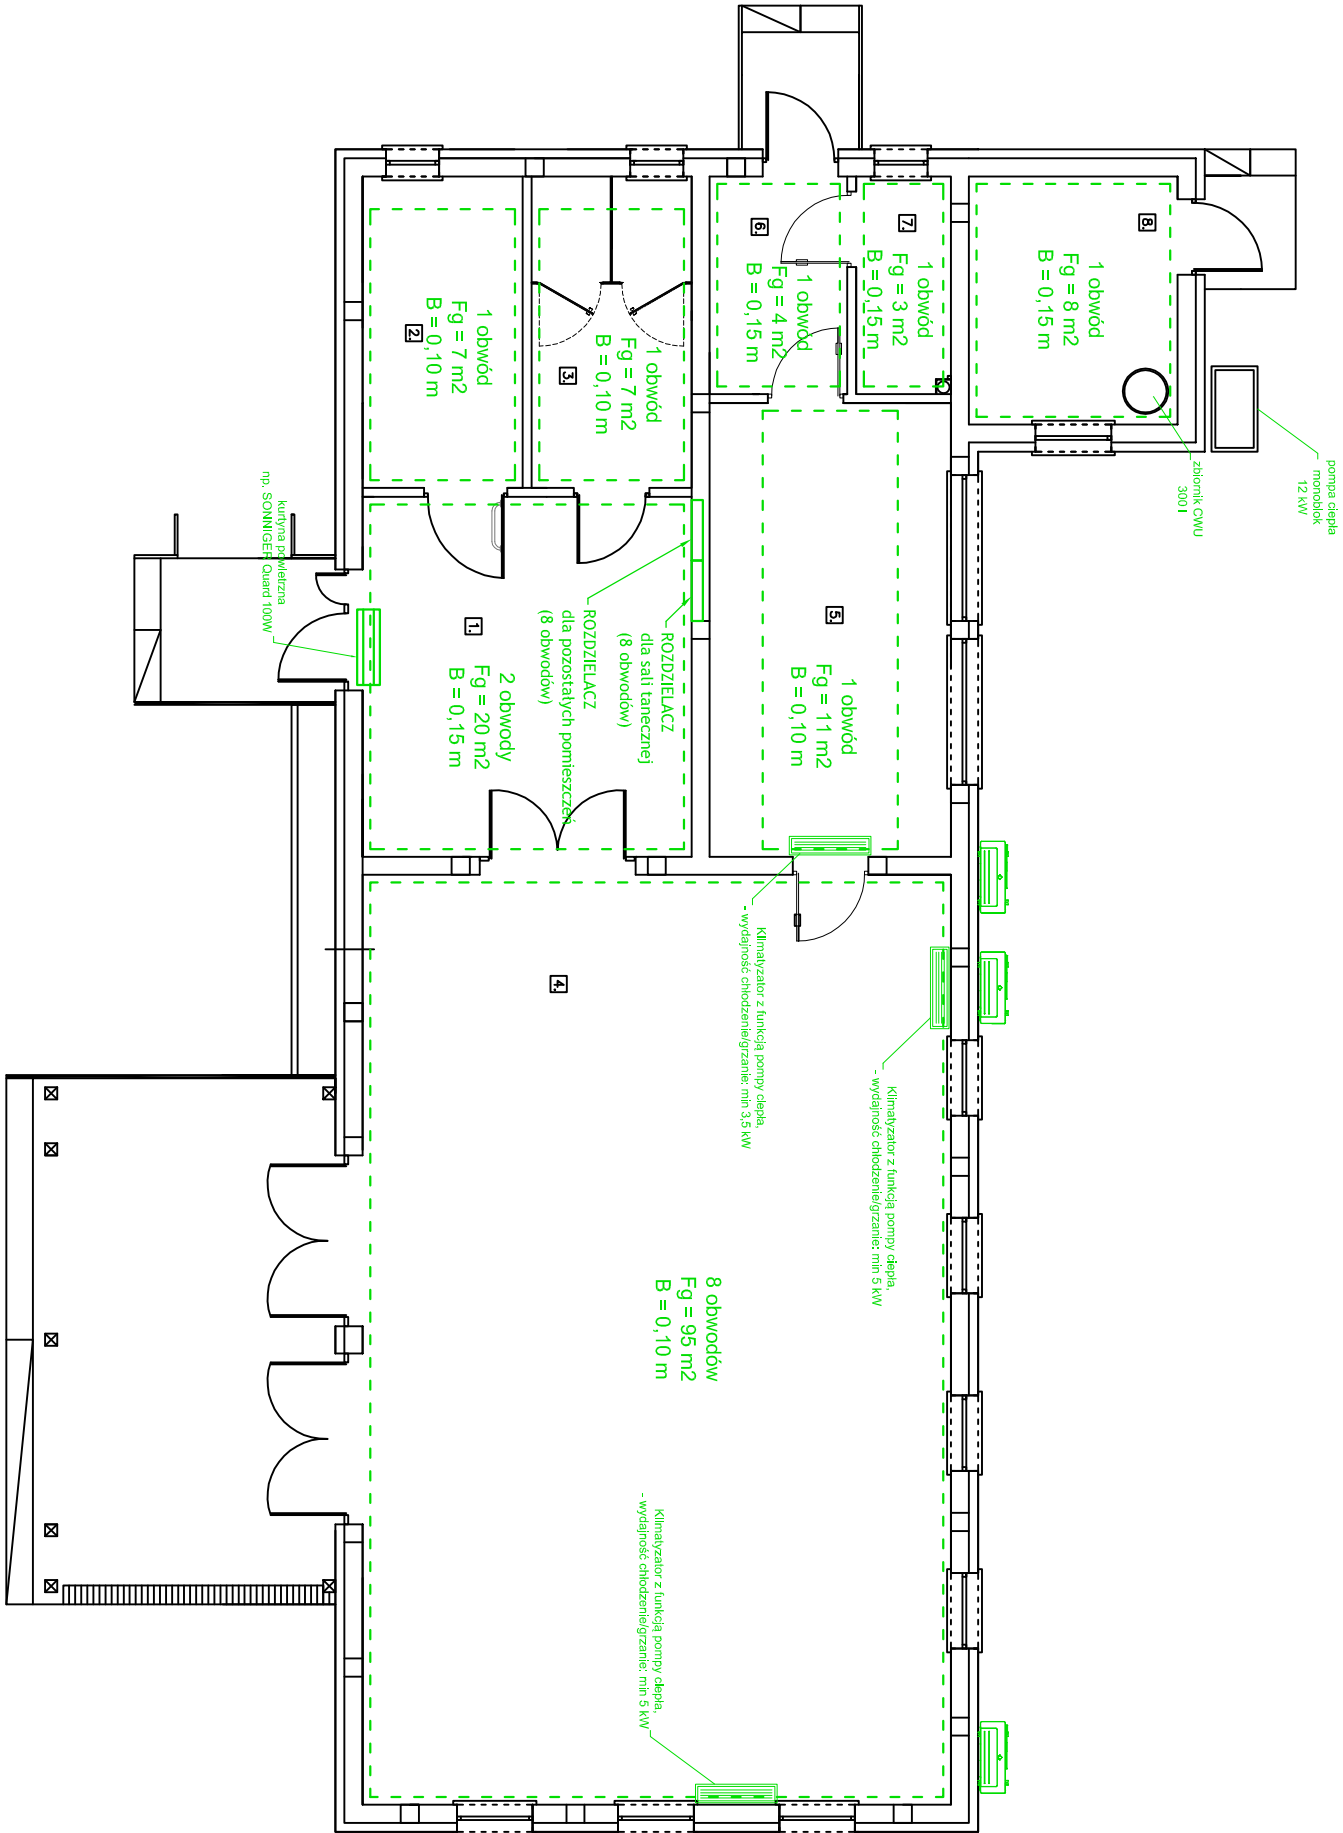 pompa ciepła
monoblok
12 kW
zbiornik CWU
300 l
8.
1 obwód
Fg = 8 m2
B = 0,15 m
7.
1 obwód
Fg = 3 m2
B = 0,15 m
6.
1 obwód
Fg = 4 m2
B = 0,15 m
5.
1 obwód
Fg = 11 m2
B = 0,10 m
3.
1 obwód
Fg = 7 m2
B = 0,10 m
2.
1 obwód
Fg = 7 m2
B = 0,10 m
ROZDZIELACZ
dla sali tanecznej
(8 obwodów)
ROZDZIELACZ
dla pozostałych pomieszczeń
(8 obwodów)
1.
2 obwody
Fg = 20 m2
B = 0,15 m
kurtyna powietrzna
np. SONNIGER Quard 100W
Klimatyzator z funkcją pompy ciepła,
- wydajność chłodzenie/grzanie: min 5 kW
Klimatyzator z funkcją pompy ciepła,
- wydajność chłodzenie/grzanie: min 3,5 kW
4.
8 obwodów
Fg = 95 m2
B = 0,10 m
Klimatyzator z funkcją pompy ciepła,
- wydajność chłodzenie/grzanie: min 5 kW